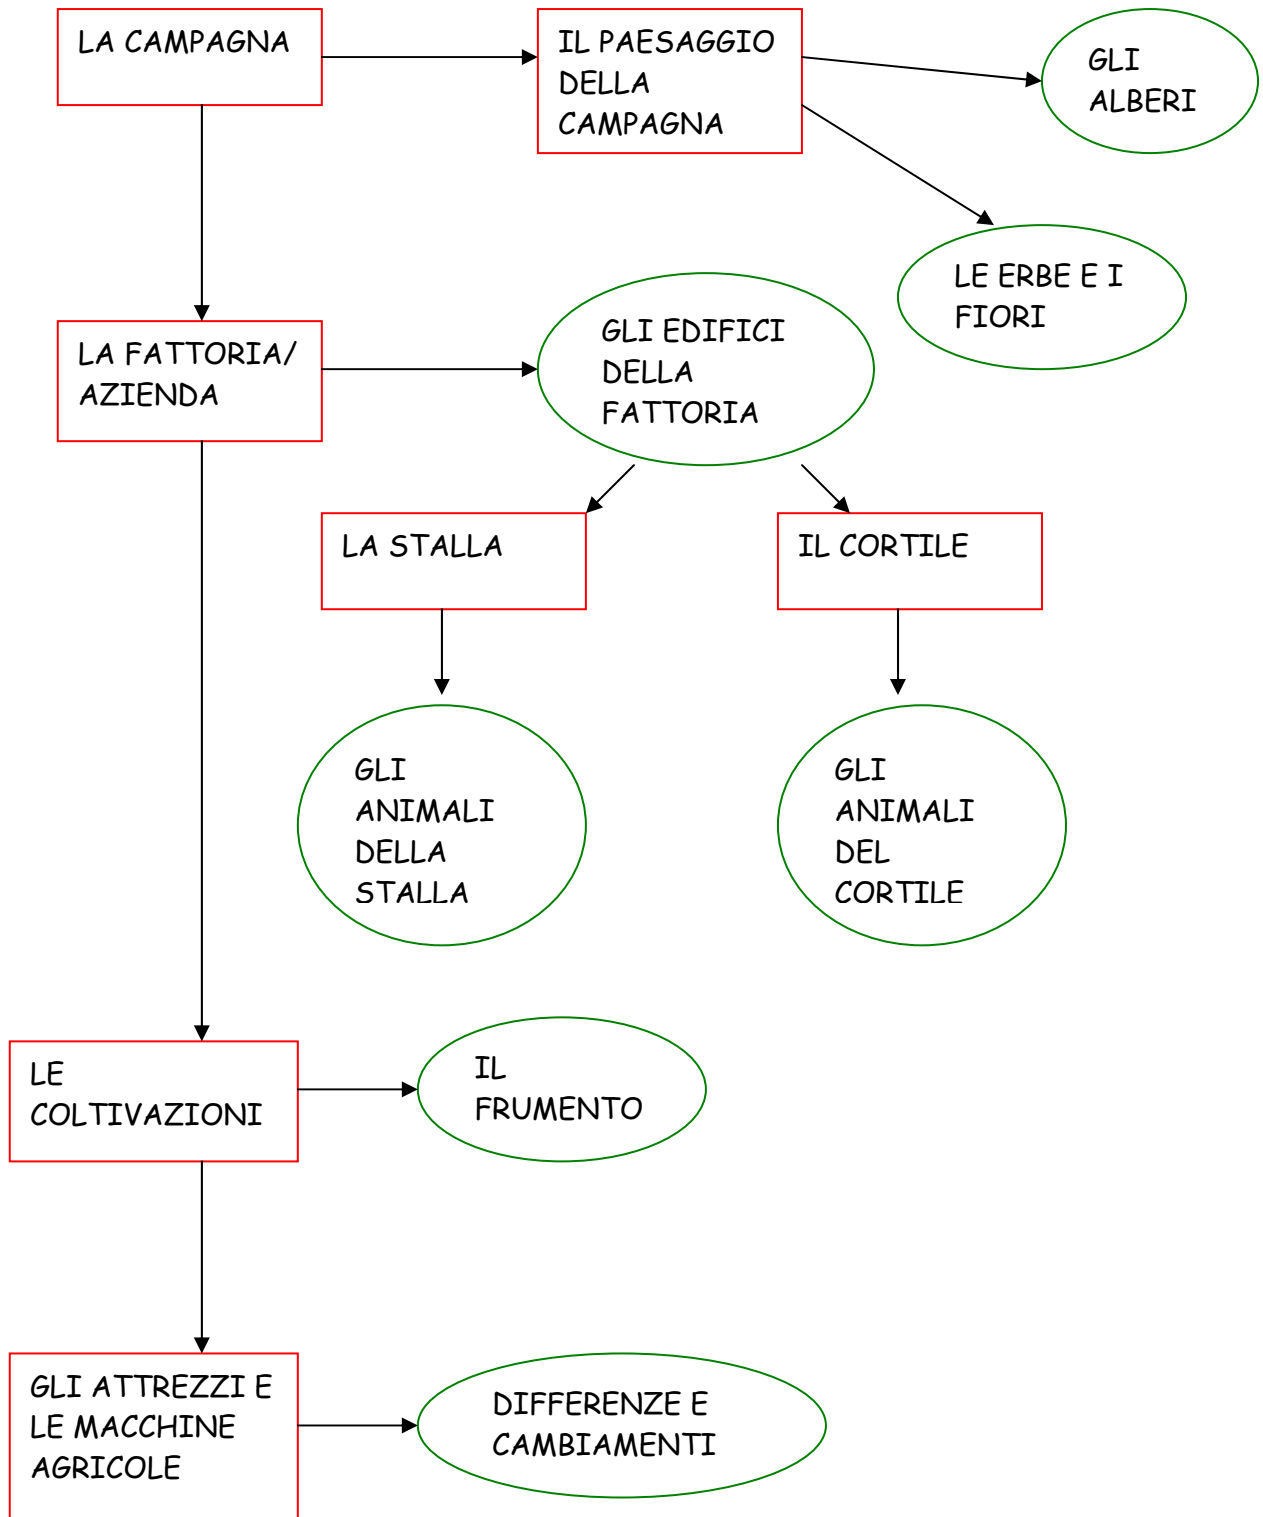 LA CAMPAGNA
IL PAESAGGIO
DELLA
CAMPAGNA
GLI
ALBERI
LE ERBE E I
FIORI
LA FATTORIA/
AZIENDA
GLI EDIFICI
DELLA
FATTORIA
LA STALLA
IL CORTILE
GLI
ANIMALI
DELLA
STALLA
GLI
ANIMALI
DEL
CORTILE
LE
COLTIVAZIONI
IL
FRUMENTO
GLI ATTREZZI E
LE MACCHINE
AGRICOLE
DIFFERENZE E
CAMBIAMENTI